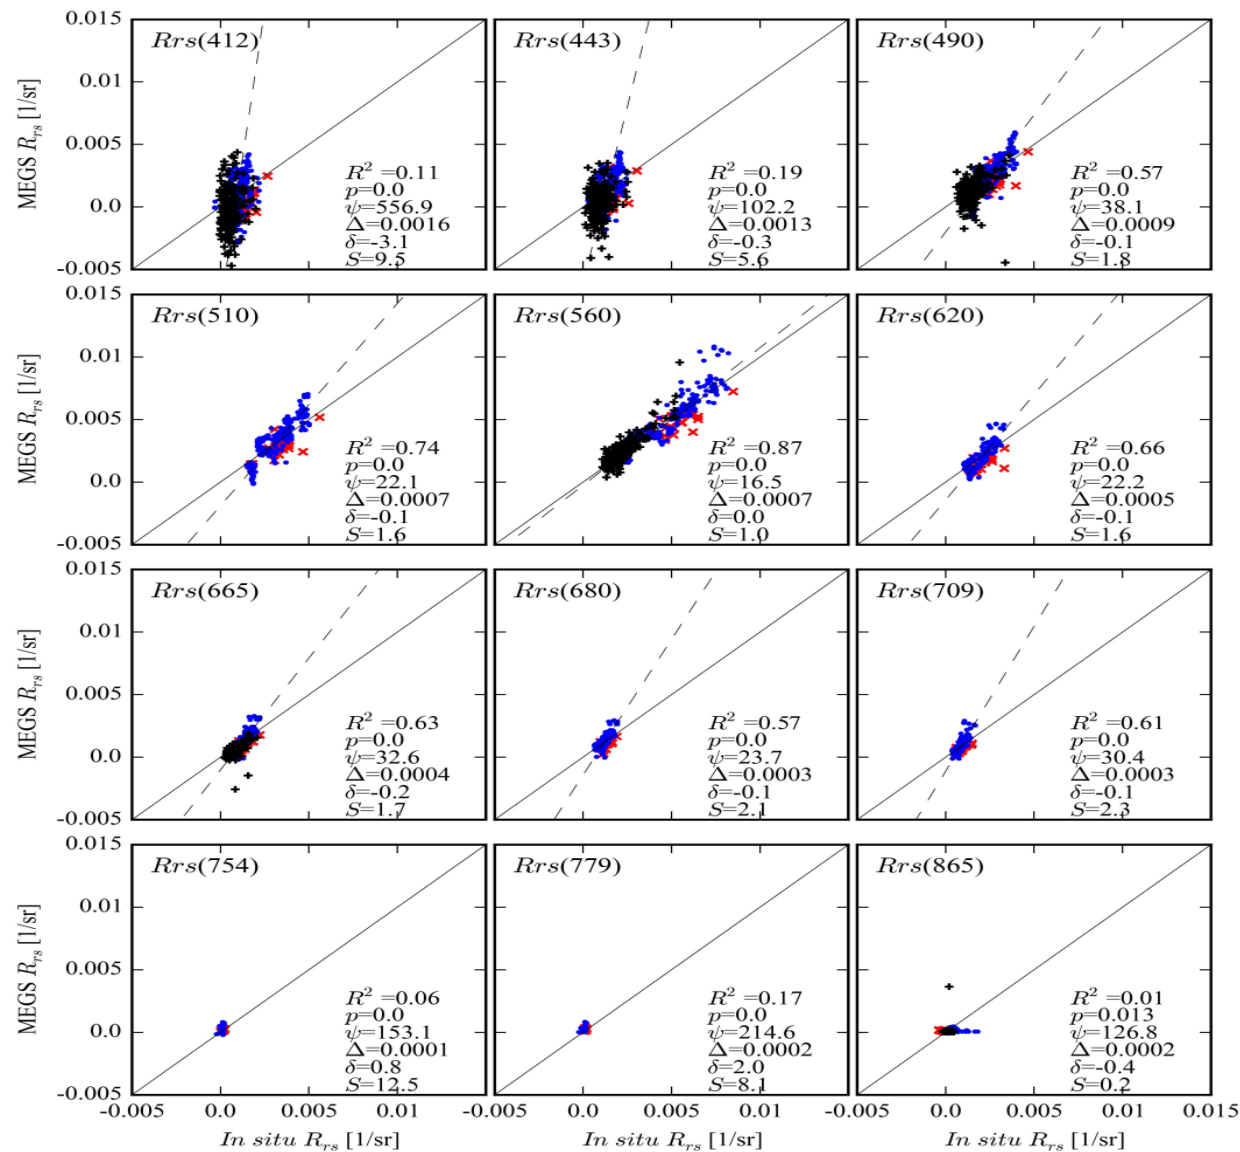 0.015
0.01
0.005
0.0
-0.005
MEGS Rrs [1/sr]
Rrs(412)
R² =0.11
p=0.0
ψ=556.9
Δ=0.0016
δ=-3.1
S=9.5
Rrs(443)
R² =0.19
p=0.0
ψ=102.2
Δ=0.0013
δ=-0.3
S=5.6
Rrs(490)
R² =0.57
p=0.0
ψ=38.1
Δ=0.0009
δ=-0.1
S=1.8
0.015
0.01
0.005
0.0
-0.005
MEGS Rrs [1/sr]
Rrs(510)
R² =0.74
p=0.0
ψ=22.1
Δ=0.0007
δ=-0.1
S=1.6
Rrs(560)
R² =0.87
p=0.0
ψ=16.5
Δ=0.0007
δ=0.0
S=1.0
Rrs(620)
R² =0.66
p=0.0
ψ=22.2
Δ=0.0005
δ=-0.1
S=1.6
0.015
0.01
0.005
0.0
-0.005
MEGS Rrs [1/sr]
Rrs(665)
R² =0.63
p=0.0
ψ=32.6
Δ=0.0004
δ=-0.2
S=1.7
Rrs(680)
R² =0.57
p=0.0
ψ=23.7
Δ=0.0003
δ=-0.1
S=2.1
Rrs(709)
R² =0.61
p=0.0
ψ=30.4
Δ=0.0003
δ=-0.1
S=2.3
0.015
0.01
0.005
0.0
-0.005
MEGS Rrs [1/sr]
Rrs(754)
R² =0.06
p=0.0
ψ=153.1
Δ=0.0001
δ=0.8
S=12.5
Rrs(779)
R² =0.17
p=0.0
ψ=214.6
Δ=0.0002
δ=2.0
S=8.1
Rrs(865)
R² =0.01
p=0.013
ψ=126.8
Δ=0.0002
δ=-0.4
S=0.2
-0.005 0.0 0.005 0.01 -0.005 0.0 0.005 0.01 -0.005 0.0 0.005 0.01 0.015
In situ Rrs [1/sr]
In situ Rrs [1/sr]
In situ Rrs [1/sr]